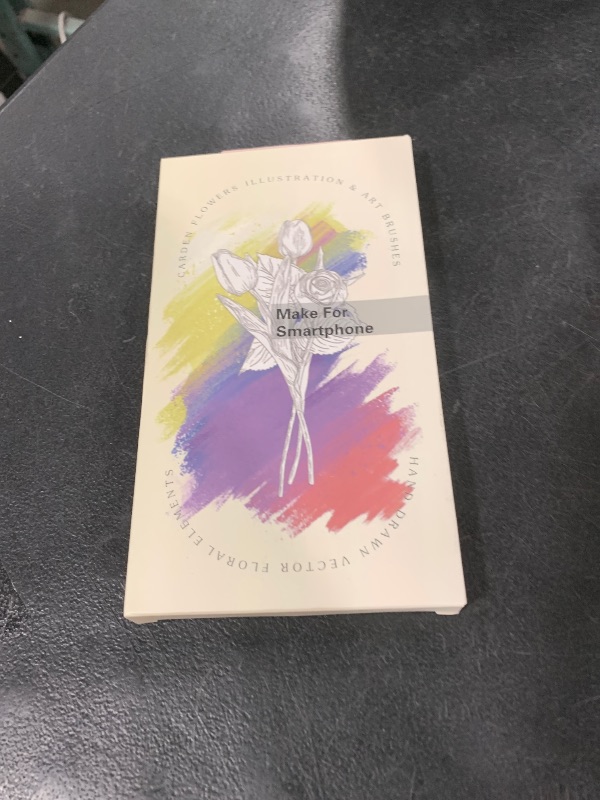 GARDEN FLOWERS ILLUSTRATION & ART BRUSHES
Make For
Smartphone
HAND DRAWN VECTOR FLORAL ELEMENTS